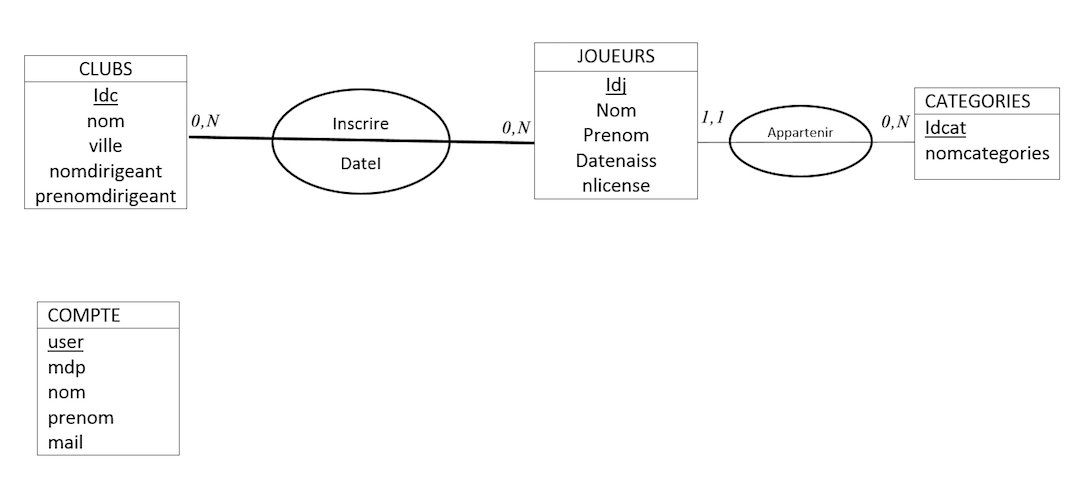 CLUBS
Idc
nom
ville
nomdirigeant
prenomdirigeant
0,N
Inscrire
DateI
0,N
JOUEURS
Idj
Nom
Prenom
Datenaiss
nlicense
1,1
Appartenir
0,N
CATEGORIES
Idcat
nomcategories
COMPTE
user
mdp
nom
prenom
mail